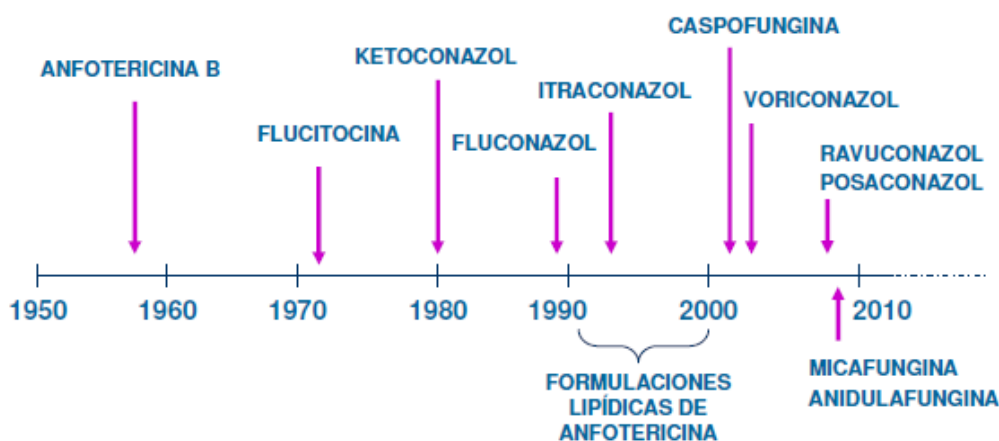 CASPOFUNGINA
KETOCONAZOL
ANFOTERICINA B
ITRACONAZOL
VORICONAZOL
FLUCITOCINA
FLUCONAZOL
RAVUCONAZOL
POSACONAZOL
1950
1960
1970
1980
1990
2000
2010
FORMULACIONES
LIPÍDICAS DE
ANFOTERICINA
MICAFUNGINA
ANIDULAFUNGINA